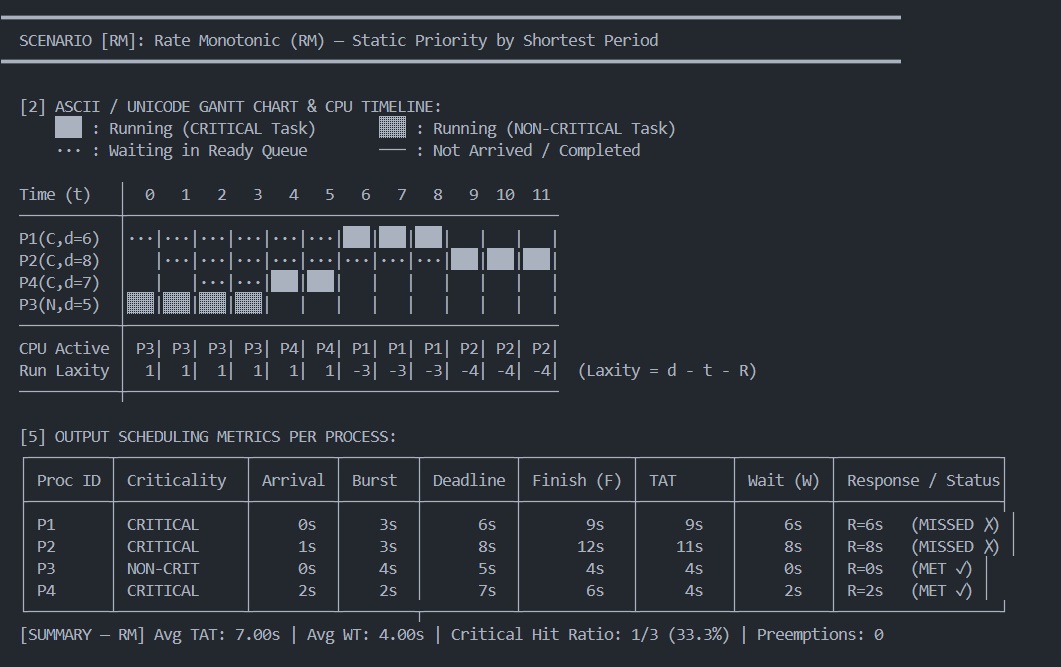 SCENARIO [RM]: Rate Monotonic (RM) — Static Priority by Shortest Period
[2] ASCII / UNICODE GANTT CHART & CPU TIMELINE:
█ : Running (CRITICAL Task) ▓ : Running (NON-CRITICAL Task)
··· : Waiting in Ready Queue ─── : Not Arrived / Completed
Time (t) │ 0 1 2 3 4 5 6 7 8 9 10 11
P1(C,d=6) │···|···|···|···|···|···|███|███|███| | | |
P2(C,d=8) │ |···|···|···|···|···|···|···|···|███|███|███|
P4(C,d=7) │ | |···|···|███|███| | | | | | |
P3(N,d=5) │▓▓▓|▓▓▓|▓▓▓|▓▓▓| | | | | | | | |
CPU Active │ P3| P3| P3| P3| P4| P4| P1| P1| P1| P2| P2| P2|
Run Laxity │ 1| 1| 1| 1| 1| 1| -3| -3| -3| -4| -4| -4| (Laxity = d - t - R)
[5] OUTPUT SCHEDULING METRICS PER PROCESS:
│ Proc ID │ Criticality │ Arrival │ Burst │ Deadline │ Finish (F) │ TAT │ Wait (W) │ Response / Status│
│ P1 │ CRITICAL │ 0s │ 3s │ 6s │ 9s │ 9s │ 6s │ R=6s (MISSED ✗) │
│ P2 │ CRITICAL │ 1s │ 3s │ 8s │ 12s │ 11s │ 8s │ R=8s (MISSED ✗) │
│ P3 │ NON-CRIT │ 0s │ 4s │ 5s │ 4s │ 4s │ 0s │ R=0s (MET ✓) │
│ P4 │ CRITICAL │ 2s │ 2s │ 7s │ 6s │ 4s │ 2s │ R=2s (MET ✓) │
[SUMMARY — RM] Avg TAT: 7.00s | Avg WT: 4.00s | Critical Hit Ratio: 1/3 (33.3%) | Preemptions: 0